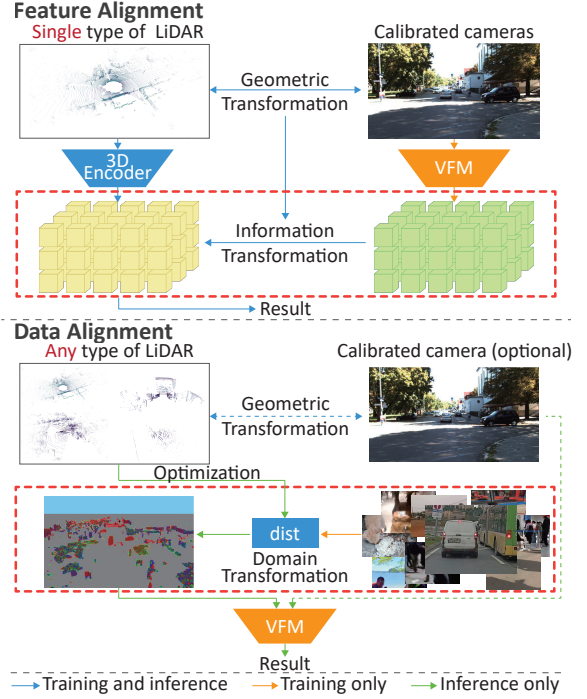 Feature Alignment
Single type of LiDAR
Calibrated cameras
Geometric
Transformation
3D
Encoder
VFM
Information
Transformation
Result
Data Alignment
Any type of LiDAR
Calibrated camera (optional)
Geometric
Transformation
Optimization
dist
Domain
Transformation
VFM
Result
Training and inference
Training only
Inference only